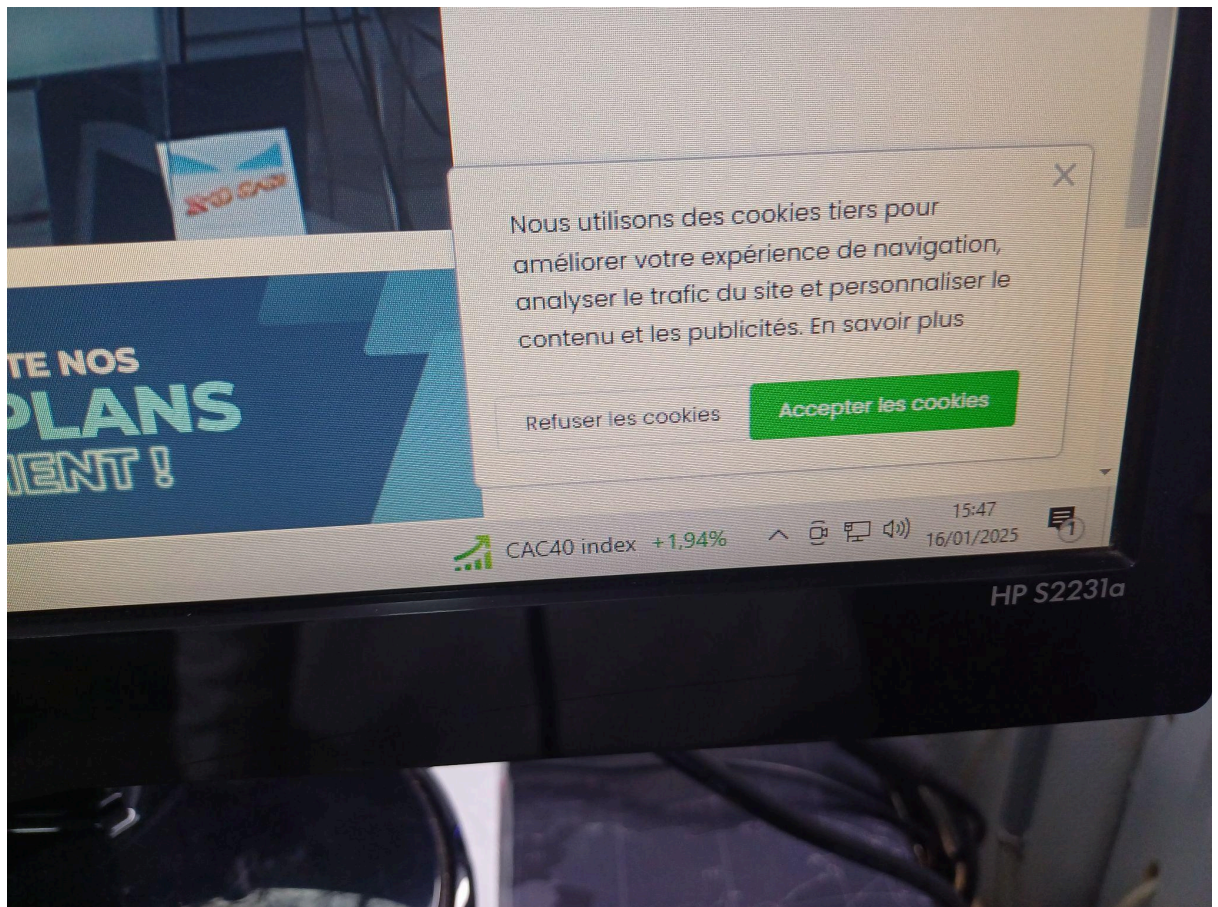 TE NOS
PLANS
MENT !
Nous utilisons des cookies tiers pour
améliorer votre expérience de navigation,
analyser le trafic du site et personnaliser le
contenu et les publicités. En savoir plus
Refuser les cookies
Accepter les cookies
CAC40 index +1,94%
15:47
16/01/2025
1
HP S2231a